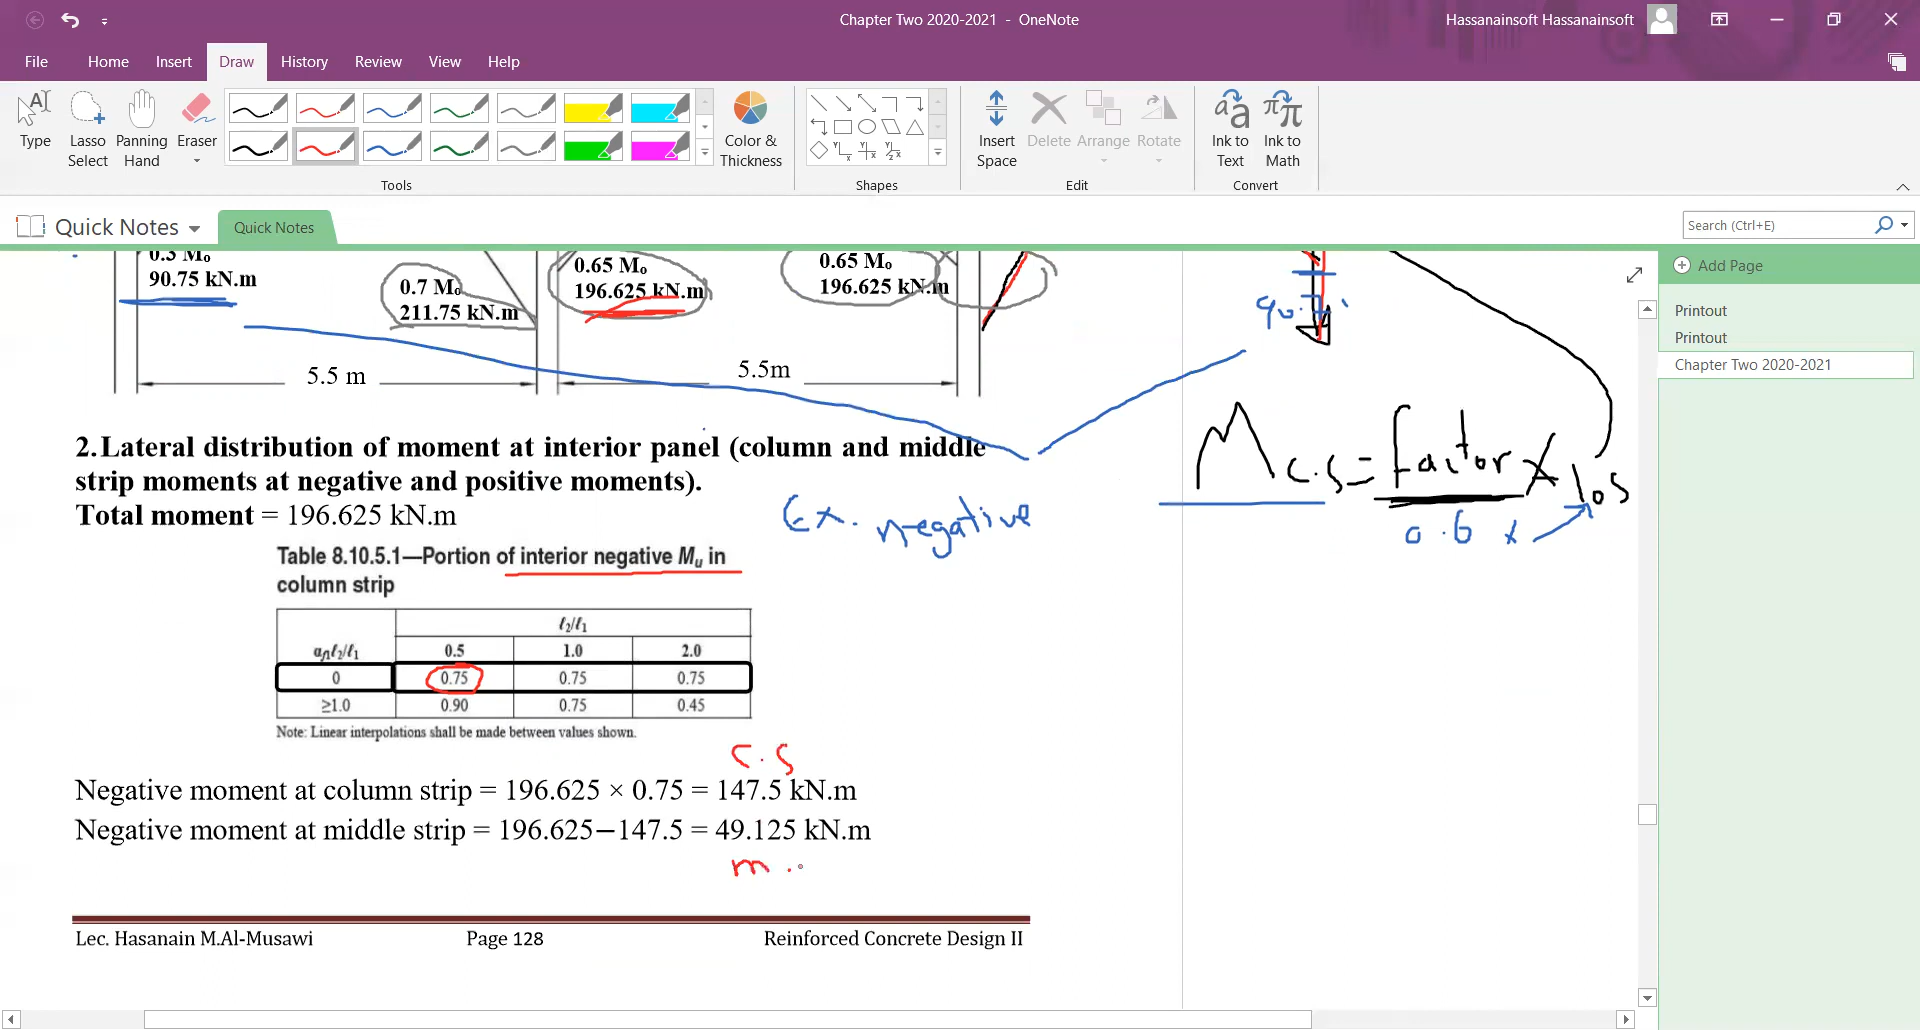 Chapter Two 2020-2021 - OneNote
Hassanainsoft Hassanainsoft
File Home Insert Draw History Review View Help
Type
Lasso Select
Panning Hand
Eraser
Color & Thickness
Insert Space
Delete
Arrange
Rotate
Ink to Text
Ink to Math
Tools
Shapes
Edit
Convert
Quick Notes
Quick Notes
Search (Ctrl+E)
Add Page
Printout
Printout
Chapter Two 2020-2021
0.3 Mₒ
90.75 kN.m
0.7 Mₒ
211.75 kN.m
0.65 Mₒ
196.625 kN.m
0.65 Mₒ
196.625 kN.m
5.5 m
5.5m
M c.s = factor × 
0.6 ×
2.Lateral distribution of moment at interior panel (column and middle
strip moments at negative and positive moments).
Total moment = 196.625 kN.m
Ex. negative
Table 8.10.5.1—Portion of interior negative Mᵤ in
column strip
ℓ₂/ℓ₁
αf1ℓ₂/ℓ₁ 0.5 1.0 2.0
0 0.75 0.75 0.75
≥1.0 0.90 0.75 0.45
Note: Linear interpolations shall be made between values shown.
c.s
Negative moment at column strip = 196.625 × 0.75 = 147.5 kN.m
Negative moment at middle strip = 196.625−147.5 = 49.125 kN.m
m .
Lec. Hasanain M.Al-Musawi Page 128 Reinforced Concrete Design II